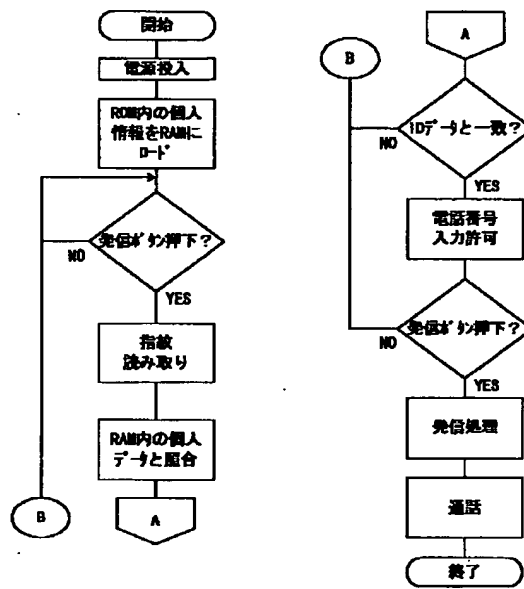 開始
電源投入
ROM内の個人
情報をRAMに
ロード
発信ボタン押下?
NO
YES
指紋
読み取り
RAM内の個人
データと照合
B
A
A
B
IDデータと一致?
NO
YES
電話番号
入力許可
発信ボタン押下?
NO
YES
発信処理
通話
終了